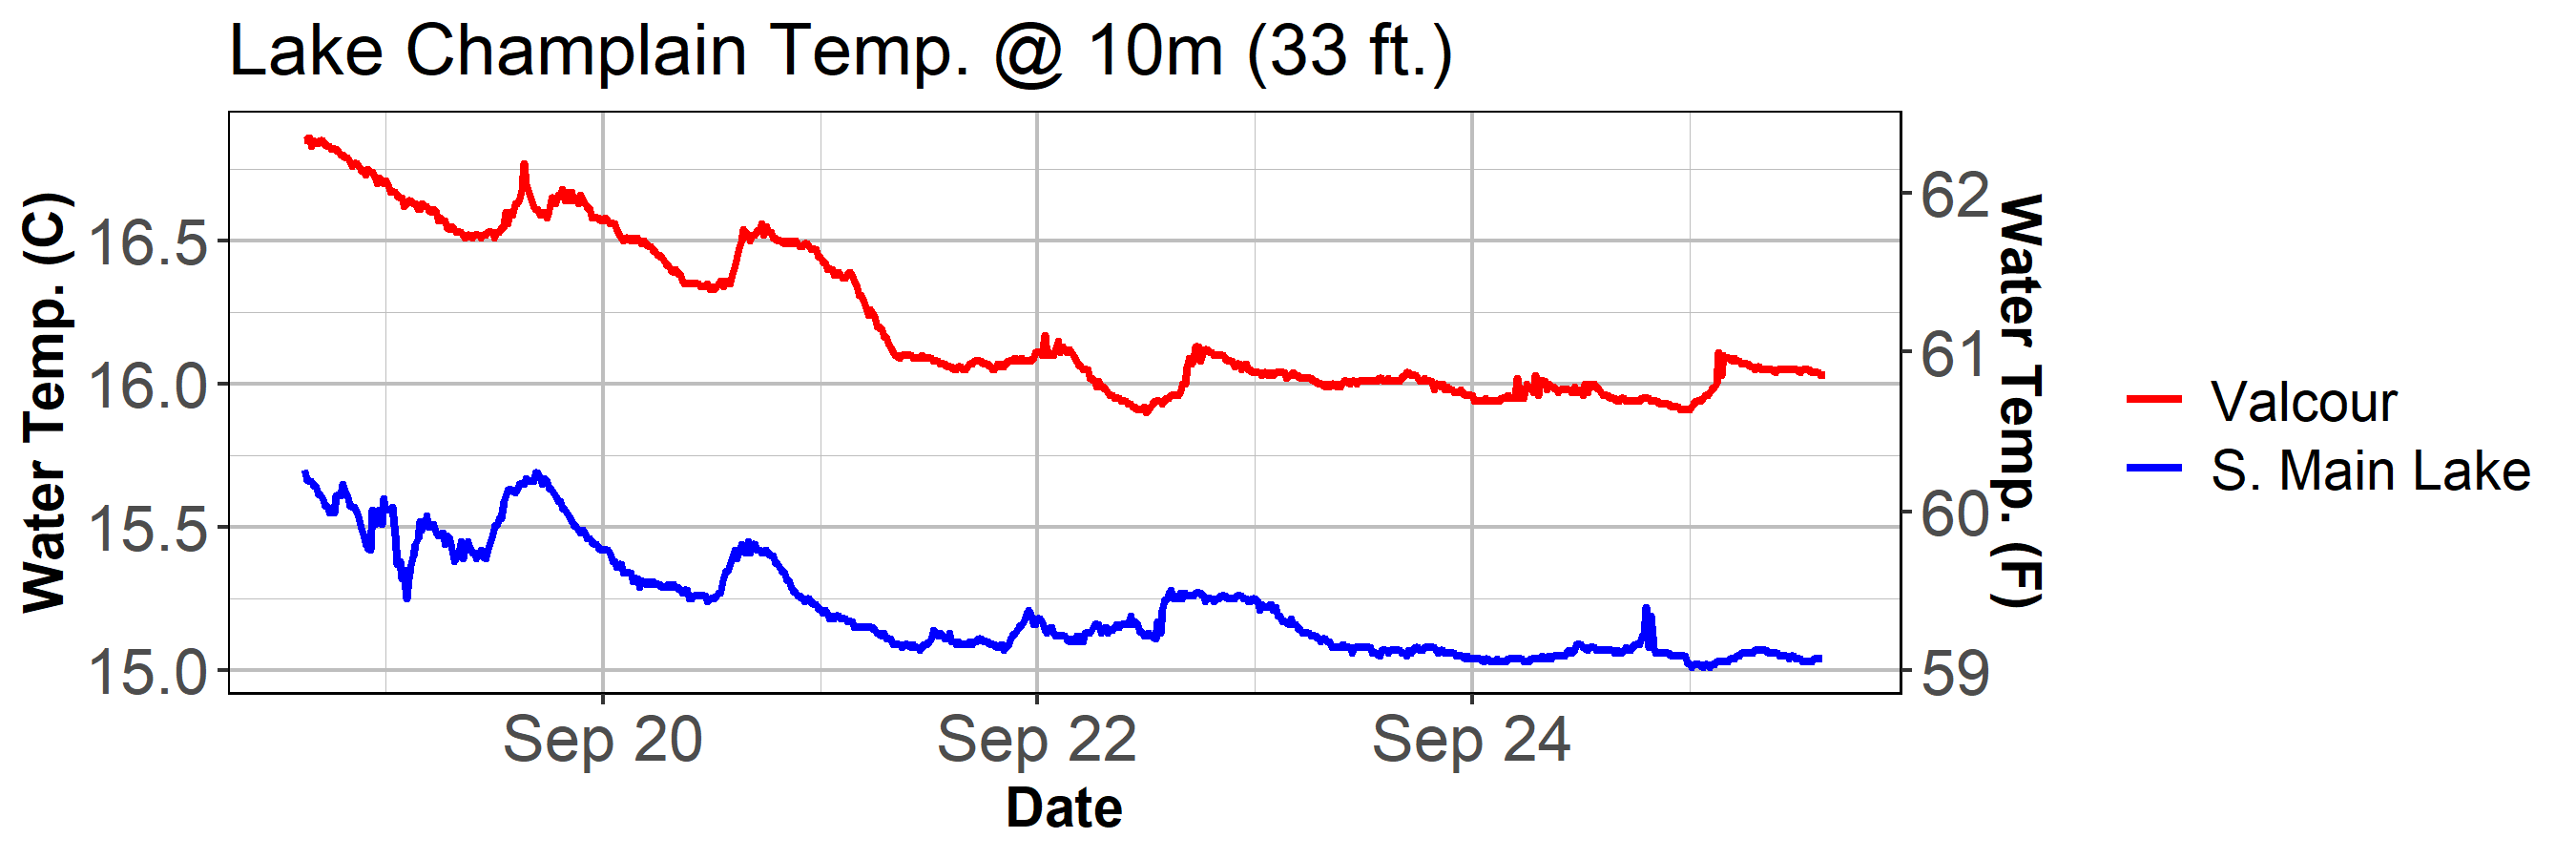 Lake Champlain Temp. @ 10m (33 ft.)
Water Temp. (C)
16.5
16.0
15.5
15.0
62
61
60
59
Water Temp. (F)
Sep 20
Sep 22
Sep 24
Date
Valcour
S. Main Lake